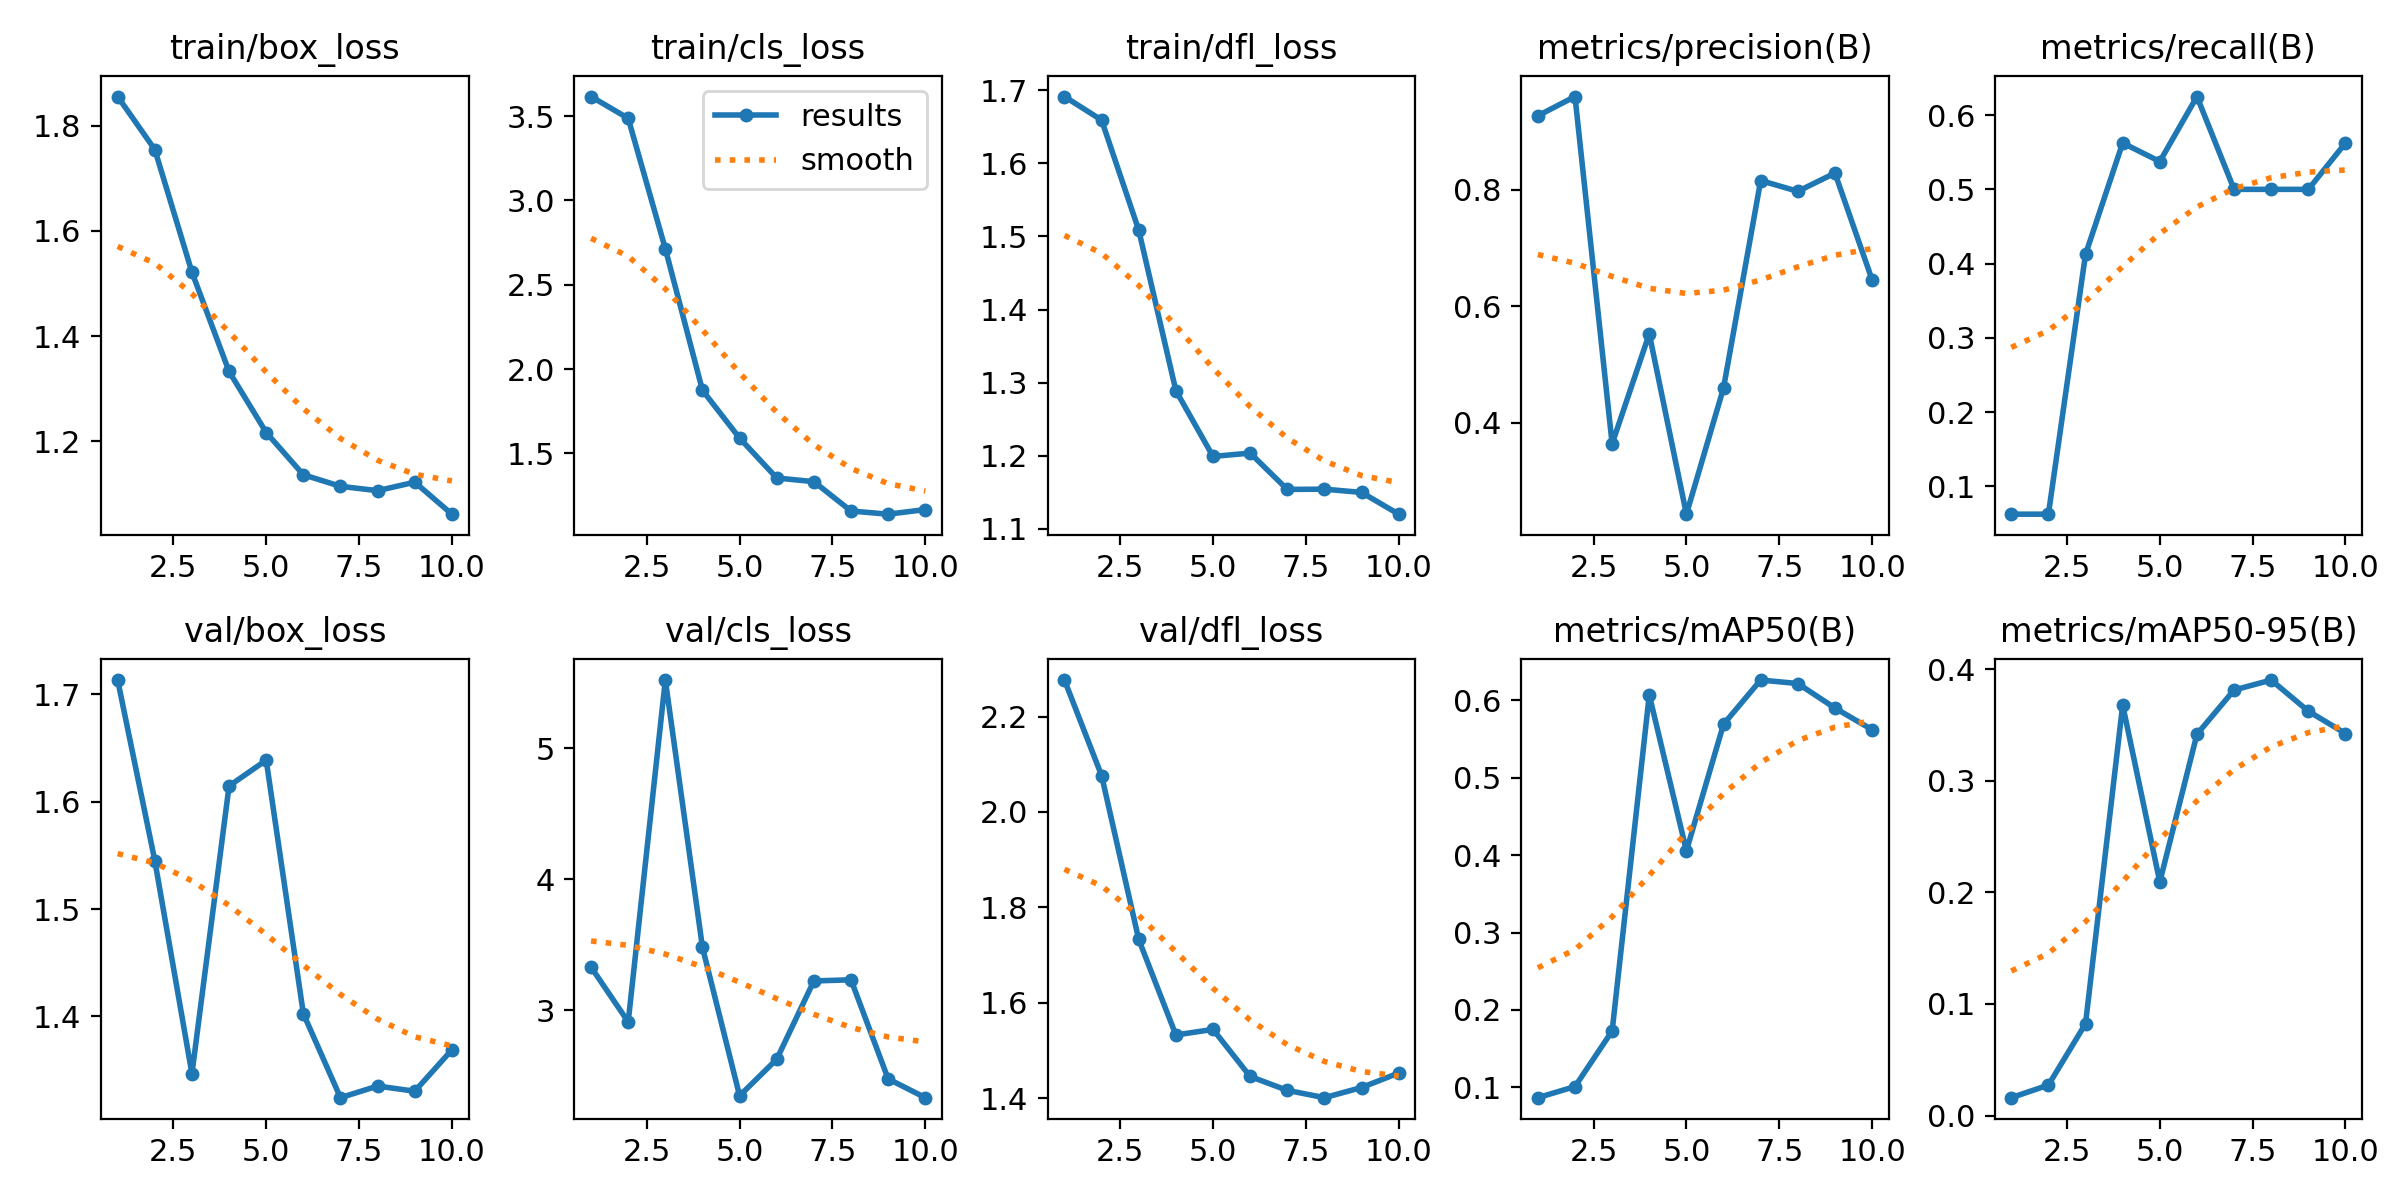 train/box_loss
train/cls_loss
train/dfl_loss
metrics/precision(B)
metrics/recall(B)
1.8
1.6
1.4
1.2
2.5 5.0 7.5 10.0
results
smooth
3.5
3.0
2.5
2.0
1.5
2.5 5.0 7.5 10.0
1.7
1.6
1.5
1.4
1.3
1.2
1.1
2.5 5.0 7.5 10.0
0.8
0.6
0.4
2.5 5.0 7.5 10.0
0.6
0.5
0.4
0.3
0.2
0.1
2.5 5.0 7.5 10.0
val/box_loss
val/cls_loss
val/dfl_loss
metrics/mAP50(B)
metrics/mAP50-95(B)
1.7
1.6
1.5
1.4
2.5 5.0 7.5 10.0
5
4
3
2.5 5.0 7.5 10.0
2.2
2.0
1.8
1.6
1.4
2.5 5.0 7.5 10.0
0.6
0.5
0.4
0.3
0.2
0.1
2.5 5.0 7.5 10.0
0.4
0.3
0.2
0.1
0.0
2.5 5.0 7.5 10.0